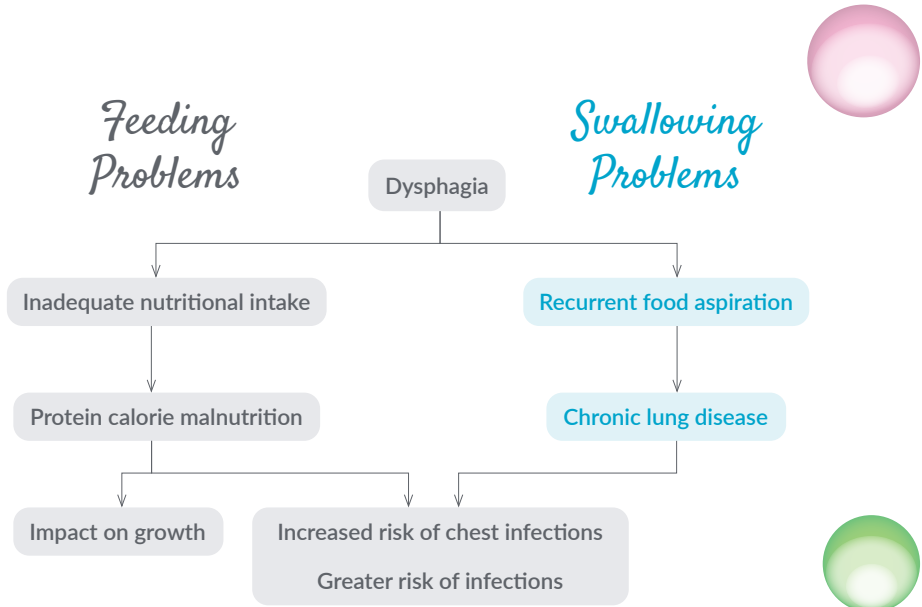 Feeding
Problems
Swallowing
Problems
Dysphagia
Inadequate nutritional intake
Recurrent food aspiration
Protein calorie malnutrition
Chronic lung disease
Impact on growth
Increased risk of chest infections
Greater risk of infections